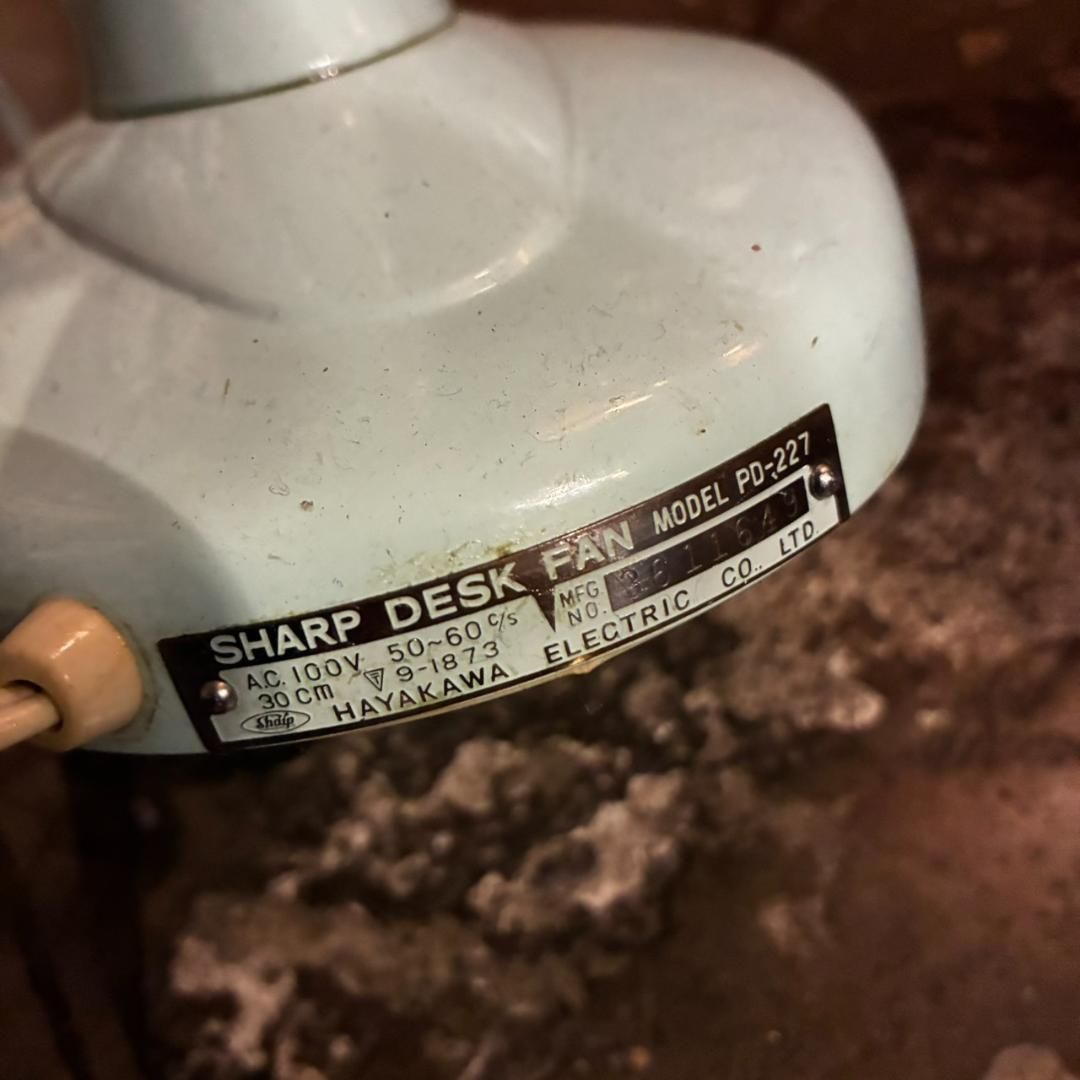 SHARP DESK FAN MODEL PD-227
A.C. 100V 50~60 c/s
30 cm 9-1873
MFG. NO.
Sharp HAYAKAWA ELECTRIC CO., LTD.